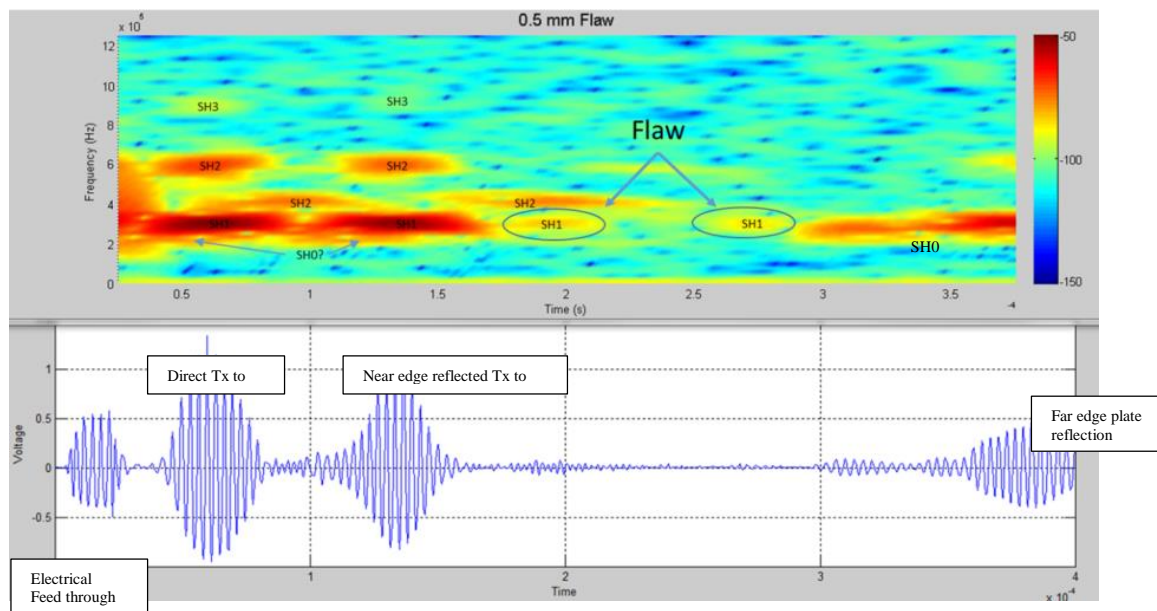 0.5 mm Flaw
x 10^5
12
10
8
6
4
2
0
Frequency (Hz)
SH3
SH3
Flaw
SH2
SH2
SH2
SH2
SH1
SH1
SH1
SH1
SH0?
SH0
0.5
1
1.5
2
2.5
3
3.5
Time (s)
-4
-50
-100
-150
Direct Tx to
Near edge reflected Tx to
Far edge plate
reflection
Voltage
1
0.5
0
-0.5
Electrical
Feed through
1
2
3
4
Time
x 10^-4